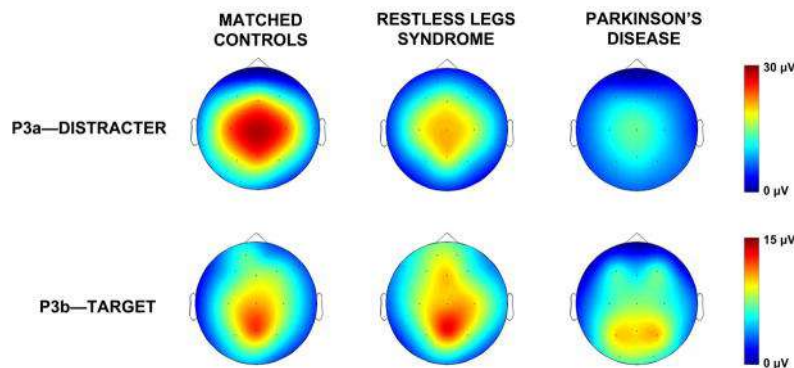 MATCHED
CONTROLS
RESTLESS LEGS
SYNDROME
PARKINSON'S
DISEASE
P3a—DISTRACTER
30 µV
0 µV
P3b—TARGET
15 µV
0 µV